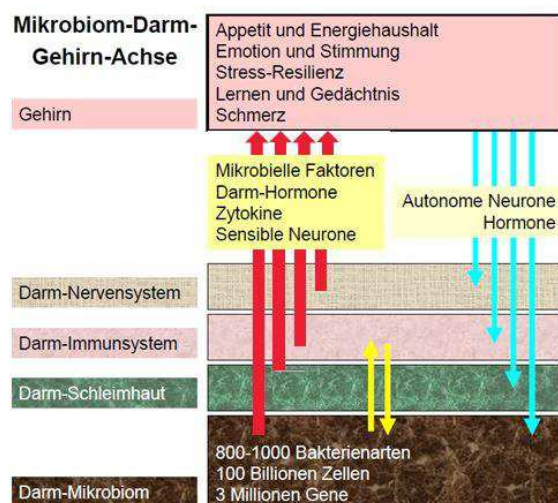 Mikrobiom-Darm-
Gehirn-Achse
Appetit und Energiehaushalt
Emotion und Stimmung
Stress-Resilienz
Lernen und Gedächtnis
Schmerz
Gehirn
Mikrobielle Faktoren
Darm-Hormone
Zytokine
Sensible Neurone
Autonome Neurone
Hormone
Darm-Nervensystem
Darm-Immunsystem
Darm-Schleimhaut
800-1000 Bakterienarten
100 Billionen Zellen
3 Millionen Gene
Darm-Mikrobiom